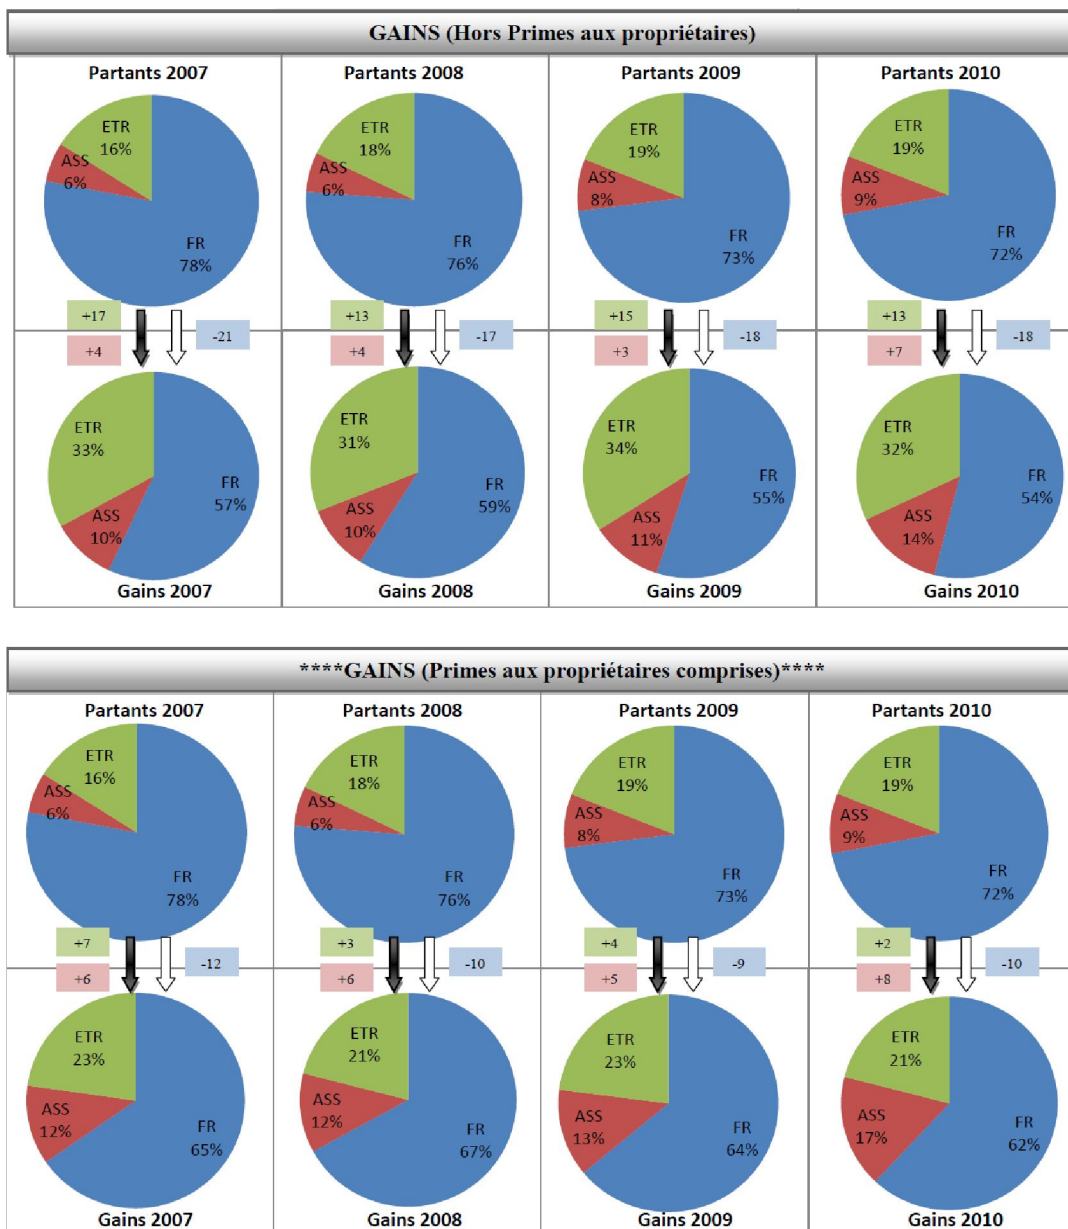 GAINS (Hors Primes aux propriétaires)
Partants 2007
ETR
16%
ASS
6%
FR
78%
+17
+4
-21
ETR
33%
ASS
10%
FR
57%
Gains 2007
Partants 2008
ETR
18%
ASS
6%
FR
76%
+13
+4
-17
ETR
31%
ASS
10%
FR
59%
Gains 2008
Partants 2009
ETR
19%
ASS
8%
FR
73%
+15
+3
-18
ETR
34%
ASS
11%
FR
55%
Gains 2009
Partants 2010
ETR
19%
ASS
9%
FR
72%
+13
+7
-18
ETR
32%
ASS
14%
FR
54%
Gains 2010
****GAINS (Primes aux propriétaires comprises)****
Partants 2007
ETR
16%
ASS
6%
FR
78%
+7
+6
-12
ETR
23%
ASS
12%
FR
65%
Gains 2007
Partants 2008
ETR
18%
ASS
6%
FR
76%
+3
+6
-10
ETR
21%
ASS
12%
FR
67%
Gains 2008
Partants 2009
ETR
19%
ASS
8%
FR
73%
+4
+5
-9
ETR
23%
ASS
13%
FR
64%
Gains 2009
Partants 2010
ETR
19%
ASS
9%
FR
72%
+2
+8
-10
ETR
21%
ASS
17%
FR
62%
Gains 2010